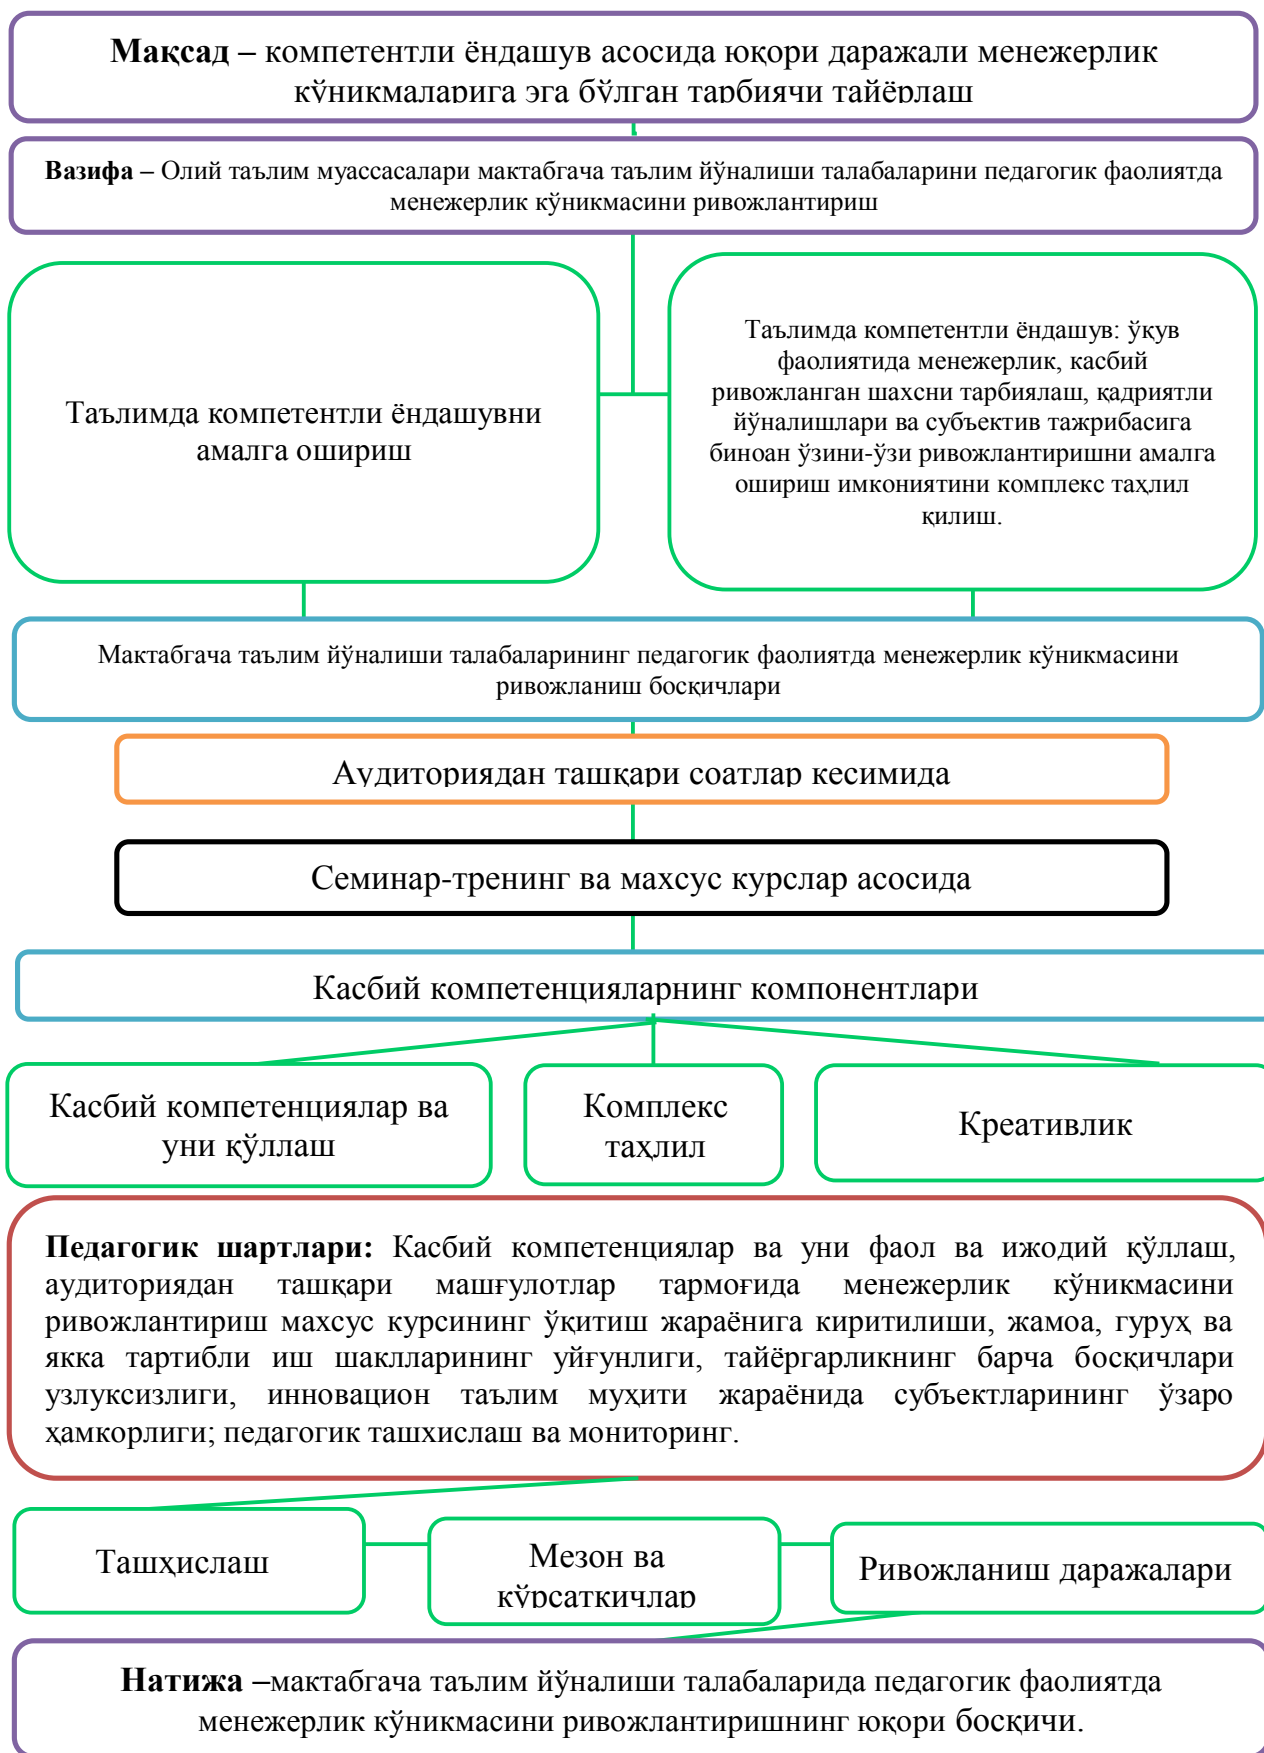 Мақсад – компетентли ёндашув асосида юқори даражали менежерлик
кўникмаларига эга бўлган тарбиячи тайёрлаш
Вазифа – Олий таълим муассасалари мактабгача таълим йўналиши талабаларини педагогик фаолиятда
менежерлик кўникмасини ривожлантириш
Таълимда компетентли ёндашувни
амалга ошириш
Таълимда компетентли ёндашув: ўқув
фаолиятида менежерлик, касбий
ривожланган шахсни тарбиялаш, қадриятли
йўналишлари ва субъектив тажрибасига
биноан ўзини-ўзи ривожлантиришни амалга
ошириш имкониятини комплекс таҳлил
қилиш.
Мактабгача таълим йўналиши талабаларининг педагогик фаолиятда менежерлик кўникмасини
ривожланиш босқичлари
Аудиториядан ташқари соатлар кесимида
Семинар-тренинг ва махсус курслар асосида
Касбий компетенцияларнинг компонентлари
Касбий компетенциялар ва
уни қўллаш
Комплекс
таҳлил
Креативлик
Педагогик шартлари: Касбий компетенциялар ва уни фаол ва ижодий қўллаш,
аудиториядан ташқари машғулотлар тармоғида менежерлик кўникмасини
ривожлантириш махсус курсининг ўқитиш жараёнига киритилиши, жамоа, гуруҳ ва
якка тартибли иш шаклларининг уйғунлиги, тайёргарликнинг барча босқичлари
узлуксизлиги, инновацион таълим муҳити жараёнида субъектларининг ўзаро
ҳамкорлиги; педагогик ташхислаш ва мониторинг.
Ташҳислаш
Мезон ва
кўрсаткичлар
Ривожланиш даражалари
Натижа –мактабгача таълим йўналиши талабаларида педагогик фаолиятда
менежерлик кўникмасини ривожлантиришнинг юқори босқичи.